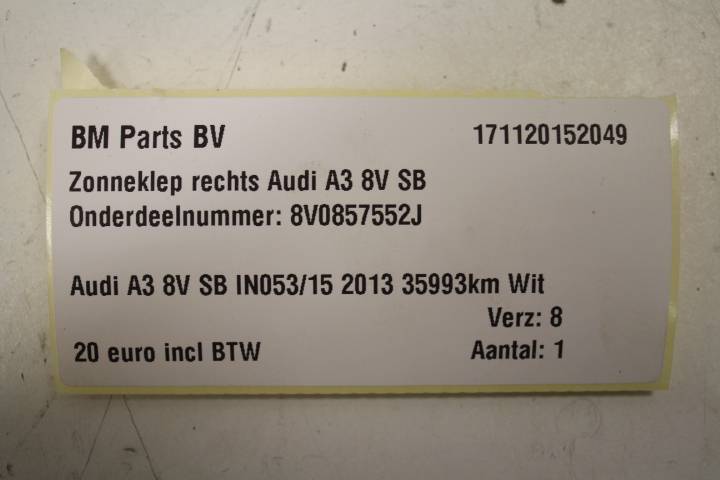 BM Parts BV 171120152049
Zonneklep rechts Audi A3 8V SB
Onderdeelnummer: 8V0857552J
Audi A3 8V SB IN053/15 2013 35993km Wit
Verz: 8
20 euro incl BTW Aantal: 1